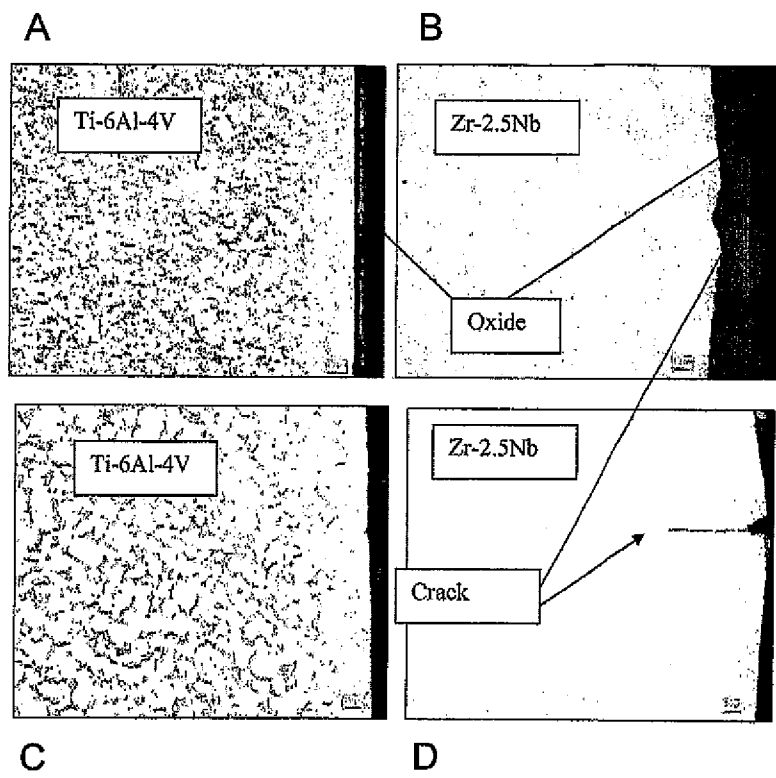 A
B
Ti-6Al-4V
Zr-2.5Nb
Oxide
Ti-6Al-4V
Zr-2.5Nb
Crack
C
D